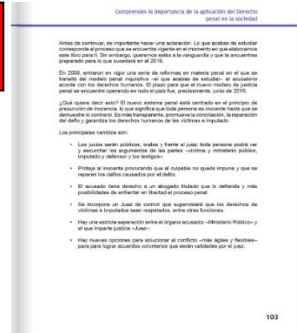 Comprendes la importancia de la aplicación del Derecho
penal en la sociedad
Antes de continuar, es importante hacer una aclaración. Lo que acabas de estudiar
corresponde al proceso que se encuentra vigente en el momento en que elaboramos
este libro para ti. Sin embargo, queremos estés a la vanguardia y que te encuentres
preparado para lo que sucederá en el 2016.
En 2008, entraron en vigor una serie de reformas en materia penal en el que se
transitó del modelo penal inquisitivo –el que acabas de estudiar– al acusatorio
acorde con los derechos humanos. El plazo para que el nuevo modelo de justicia
penal se encuentre operando en todo el país fue, precisamente, junio de 2016.
¿Qué quiere decir esto? El nuevo sistema penal está centrado en el principio de
presunción de inocencia, lo que significa que toda persona es inocente hasta que se
demuestre lo contrario. Es más transparente, promueve la conciliación, la reparación
del daño y garantiza los derechos humanos de las víctimas e imputado.
Los principales cambios son:
• Los juicios serán públicos, orales y frente al juez: toda persona podrá ver
y escuchar los argumentos de las partes –víctima y ministerio público,
imputado y defensor y los testigos–.
• Protege al inocente procurando que el culpable no quede impune y que se
reparen los daños causados por el delito.
• El acusado tiene derecho a un abogado titulado que lo defienda y más
posibilidades de enfrentar en libertad el proceso penal.
• Se incorpora un Juez de control que supervisará que los derechos de
víctimas e imputados sean respetados, entre otras funciones.
• Hay una estricta separación entre el órgano acusador –Ministerio Público– y
el que imparte justicia –Juez–.
• Hay nuevas opciones para solucionar el conflicto –más ágiles y flexibles–
para lograr acuerdos voluntarios que serán validados por el juez.
103